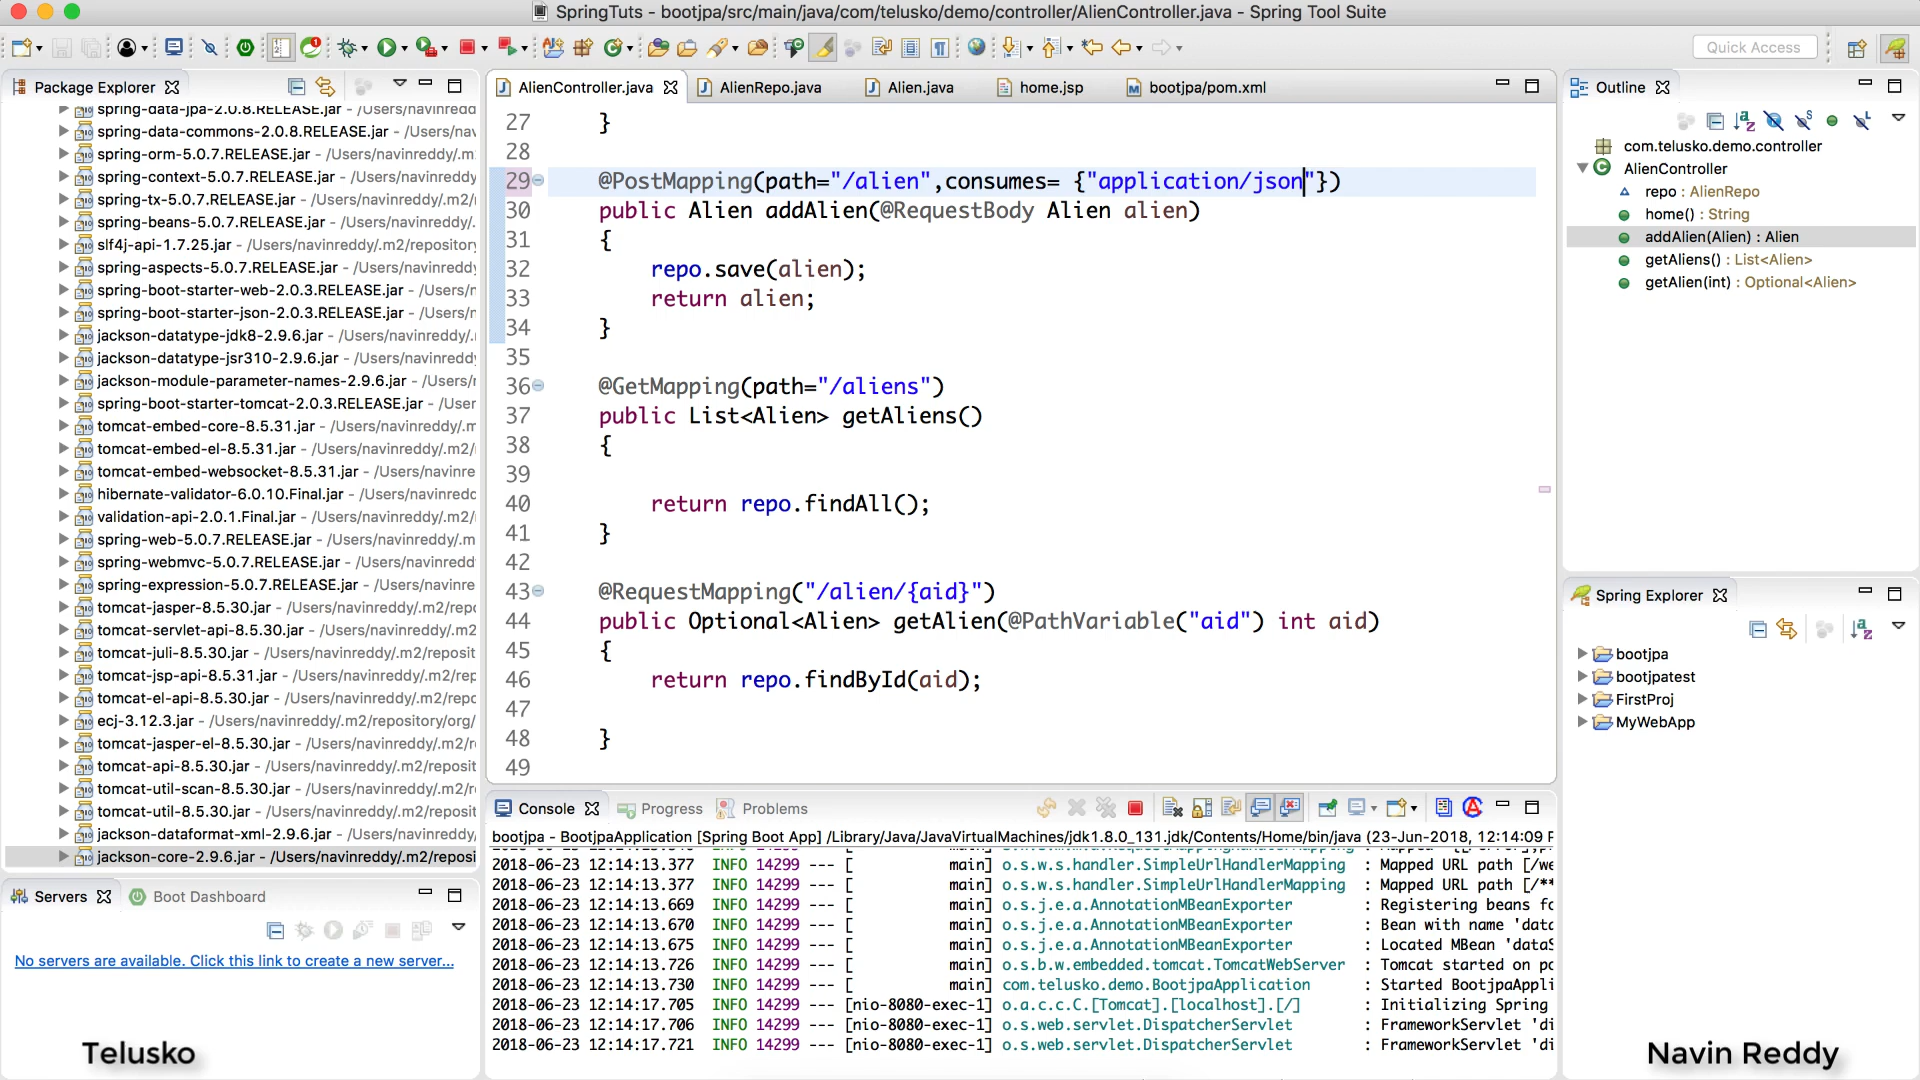 SpringTuts - bootjpa/src/main/java/com/telusko/demo/controller/AlienController.java - Spring Tool Suite
Quick Access
Package Explorer
spring-data-jpa-2.0.8.RELEASE.jar - /Users/navinredd
spring-data-commons-2.0.8.RELEASE.jar - /Users/nav
spring-orm-5.0.7.RELEASE.jar - /Users/navinreddy/.m
spring-context-5.0.7.RELEASE.jar - /Users/navinredd
spring-tx-5.0.7.RELEASE.jar - /Users/navinreddy/.m2/
spring-beans-5.0.7.RELEASE.jar - /Users/navinreddy/
slf4j-api-1.7.25.jar - /Users/navinreddy/.m2/repository
spring-aspects-5.0.7.RELEASE.jar - /Users/navinredd
spring-boot-starter-web-2.0.3.RELEASE.jar - /Users/n
spring-boot-starter-json-2.0.3.RELEASE.jar - /Users/n
jackson-datatype-jdk8-2.9.6.jar - /Users/navinreddy/
jackson-datatype-jsr310-2.9.6.jar - /Users/navinreddy
jackson-module-parameter-names-2.9.6.jar - /Users/
spring-boot-starter-tomcat-2.0.3.RELEASE.jar - /User
tomcat-embed-core-8.5.31.jar - /Users/navinreddy/.m
tomcat-embed-el-8.5.31.jar - /Users/navinreddy/.m2/
tomcat-embed-websocket-8.5.31.jar - /Users/navinre
hibernate-validator-6.0.10.Final.jar - /Users/navinredd
validation-api-2.0.1.Final.jar - /Users/navinreddy/.m2/
spring-web-5.0.7.RELEASE.jar - /Users/navinreddy/.m
spring-webmvc-5.0.7.RELEASE.jar - /Users/navinreddy
spring-expression-5.0.7.RELEASE.jar - /Users/navinre
tomcat-jasper-8.5.30.jar - /Users/navinreddy/.m2/repo
tomcat-servlet-api-8.5.30.jar - /Users/navinreddy/.m2
tomcat-juli-8.5.30.jar - /Users/navinreddy/.m2/reposit
tomcat-jsp-api-8.5.31.jar - /Users/navinreddy/.m2/rep
tomcat-el-api-8.5.30.jar - /Users/navinreddy/.m2/repo
ecj-3.12.3.jar - /Users/navinreddy/.m2/repository/org/
tomcat-jasper-el-8.5.30.jar - /Users/navinreddy/.m2/r
tomcat-api-8.5.30.jar - /Users/navinreddy/.m2/reposit
tomcat-util-scan-8.5.30.jar - /Users/navinreddy/.m2/r
tomcat-util-8.5.30.jar - /Users/navinreddy/.m2/reposit
jackson-dataformat-xml-2.9.6.jar - /Users/navinreddy/
jackson-core-2.9.6.jar - /Users/navinreddy/.m2/reposi
Servers Boot Dashboard
No servers are available. Click this link to create a new server...
Telusko
AlienController.java AlienRepo.java Alien.java home.jsp bootjpa/pom.xml
27 }
28
29 @PostMapping(path="/alien",consumes= {"application/json"})
30 public Alien addAlien(@RequestBody Alien alien)
31 {
32 repo.save(alien);
33 return alien;
34 }
35
36 @GetMapping(path="/aliens")
37 public List<Alien> getAliens()
38 {
39
40 return repo.findAll();
41 }
42
43 @RequestMapping("/alien/{aid}")
44 public Optional<Alien> getAlien(@PathVariable("aid") int aid)
45 {
46 return repo.findById(aid);
47
48 }
49
Console Progress Problems
bootjpa - BootjpaApplication [Spring Boot App] /Library/Java/JavaVirtualMachines/jdk1.8.0_131.jdk/Contents/Home/bin/java (23-Jun-2018, 12:14:09 P
2018-06-23 12:14:13.377 INFO 14299 --- [ main] o.s.w.s.handler.SimpleUrlHandlerMapping : Mapped URL path [/we
2018-06-23 12:14:13.377 INFO 14299 --- [ main] o.s.w.s.handler.SimpleUrlHandlerMapping : Mapped URL path [/**
2018-06-23 12:14:13.669 INFO 14299 --- [ main] o.s.j.e.a.AnnotationMBeanExporter : Registering beans fo
2018-06-23 12:14:13.670 INFO 14299 --- [ main] o.s.j.e.a.AnnotationMBeanExporter : Bean with name 'data
2018-06-23 12:14:13.675 INFO 14299 --- [ main] o.s.j.e.a.AnnotationMBeanExporter : Located MBean 'dataS
2018-06-23 12:14:13.726 INFO 14299 --- [ main] o.s.b.w.embedded.tomcat.TomcatWebServer : Tomcat started on po
2018-06-23 12:14:13.730 INFO 14299 --- [ main] com.telusko.demo.BootjpaApplication : Started BootjpaAppli
2018-06-23 12:14:17.705 INFO 14299 --- [nio-8080-exec-1] o.a.c.c.C.[Tomcat].[localhost].[/] : Initializing Spring
2018-06-23 12:14:17.706 INFO 14299 --- [nio-8080-exec-1] o.s.web.servlet.DispatcherServlet : FrameworkServlet 'di
2018-06-23 12:14:17.721 INFO 14299 --- [nio-8080-exec-1] o.s.web.servlet.DispatcherServlet : FrameworkServlet 'di
Outline
com.telusko.demo.controller
AlienController
repo : AlienRepo
home() : String
addAlien(Alien) : Alien
getAliens() : List<Alien>
getAlien(int) : Optional<Alien>
Spring Explorer
bootjpa
bootjpatest
FirstProj
MyWebApp
Navin Reddy